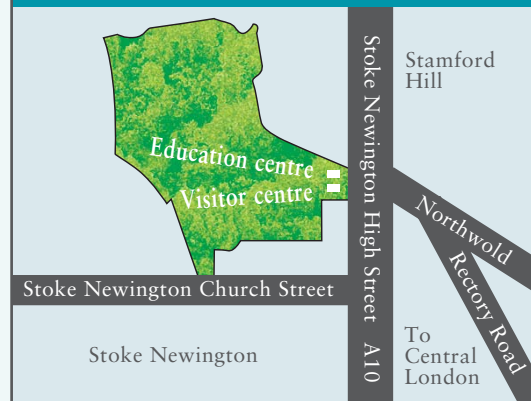 Stoke Newington High Street A10
Stamford
Hill
Education centre
Visitor centre
Northwold
Rectory Road
Stoke Newington Church Street
Stoke Newington
To
Central
London